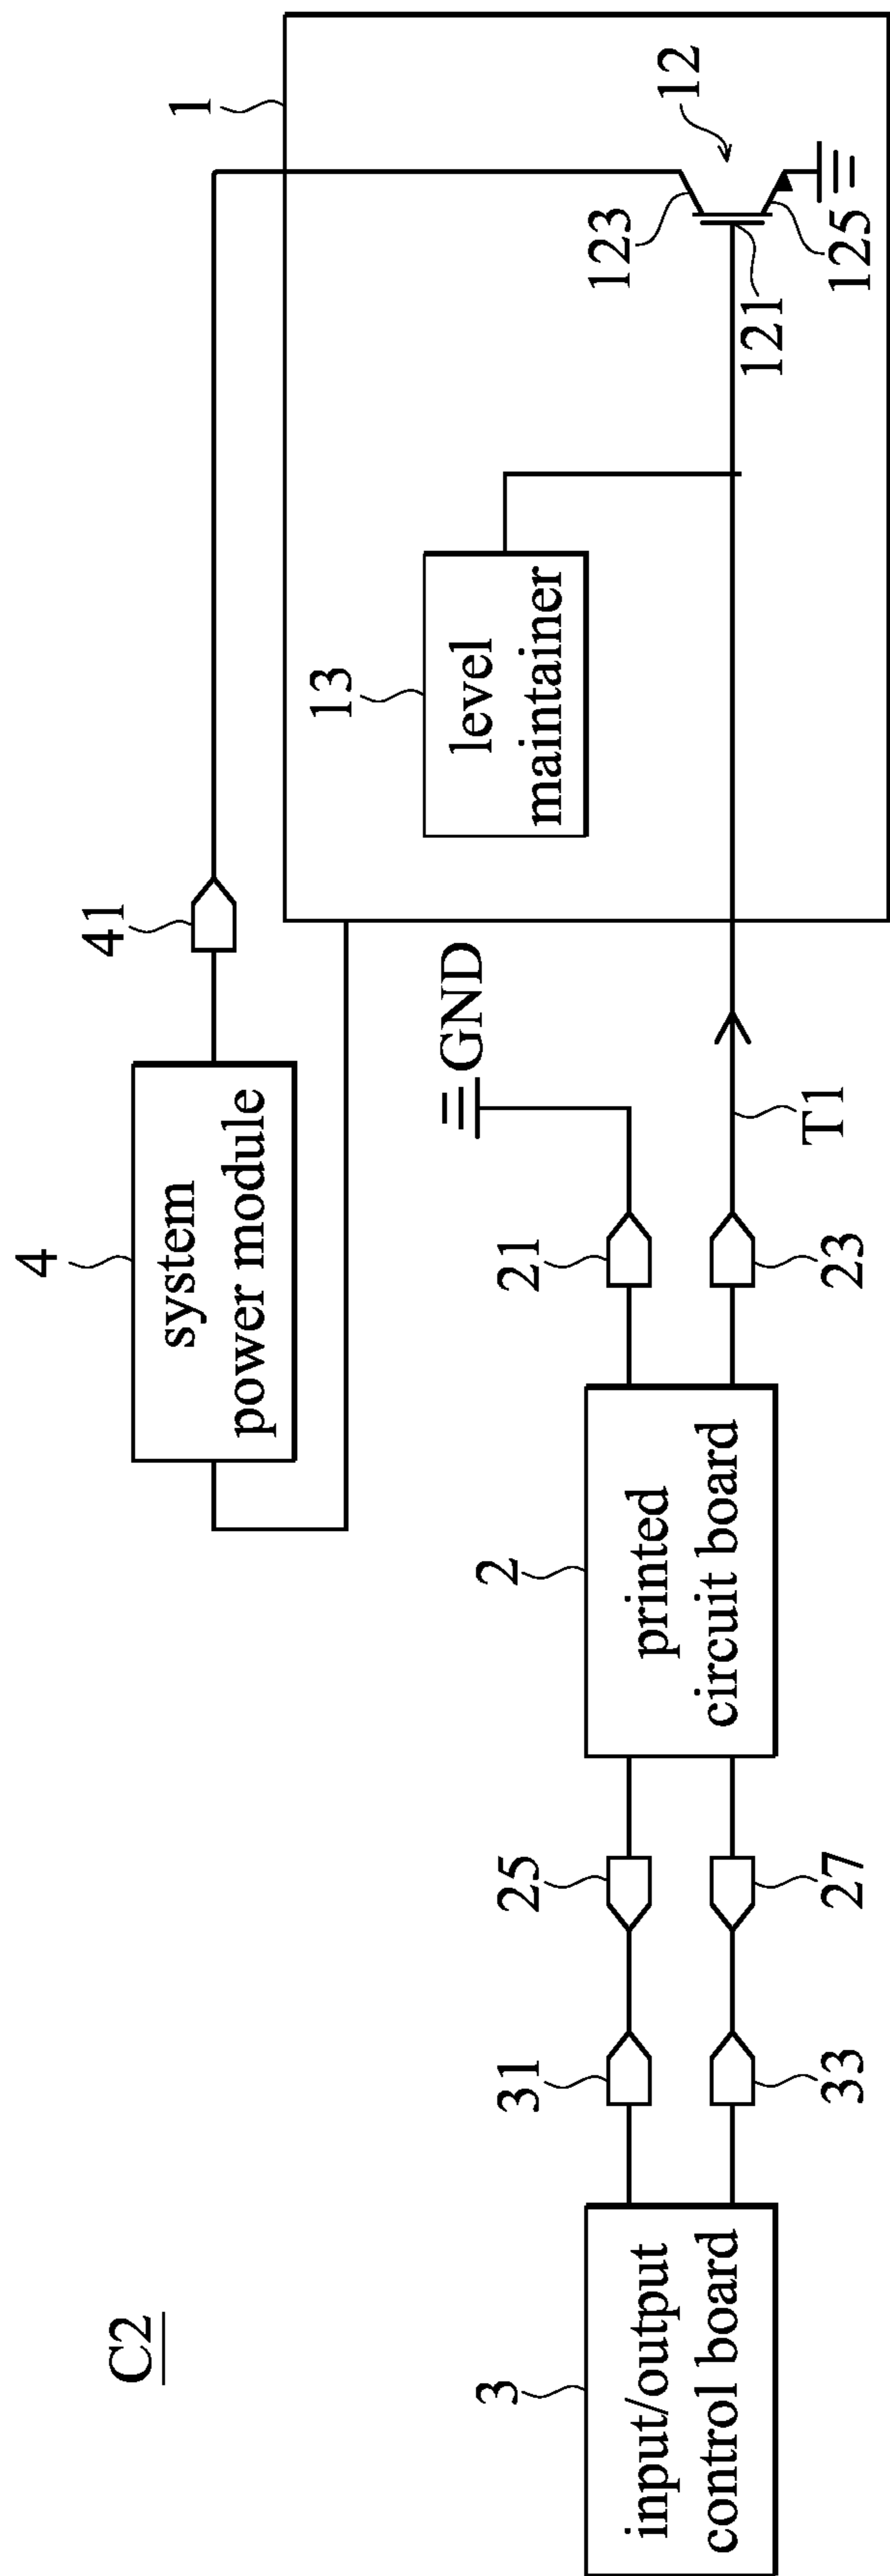 C2
4
system
power module
41
1
13
level
maintainer
12
123
121
125
GND
3
input/output
control board
31
33
25
27
2
printed
circuit board
21
23
T1